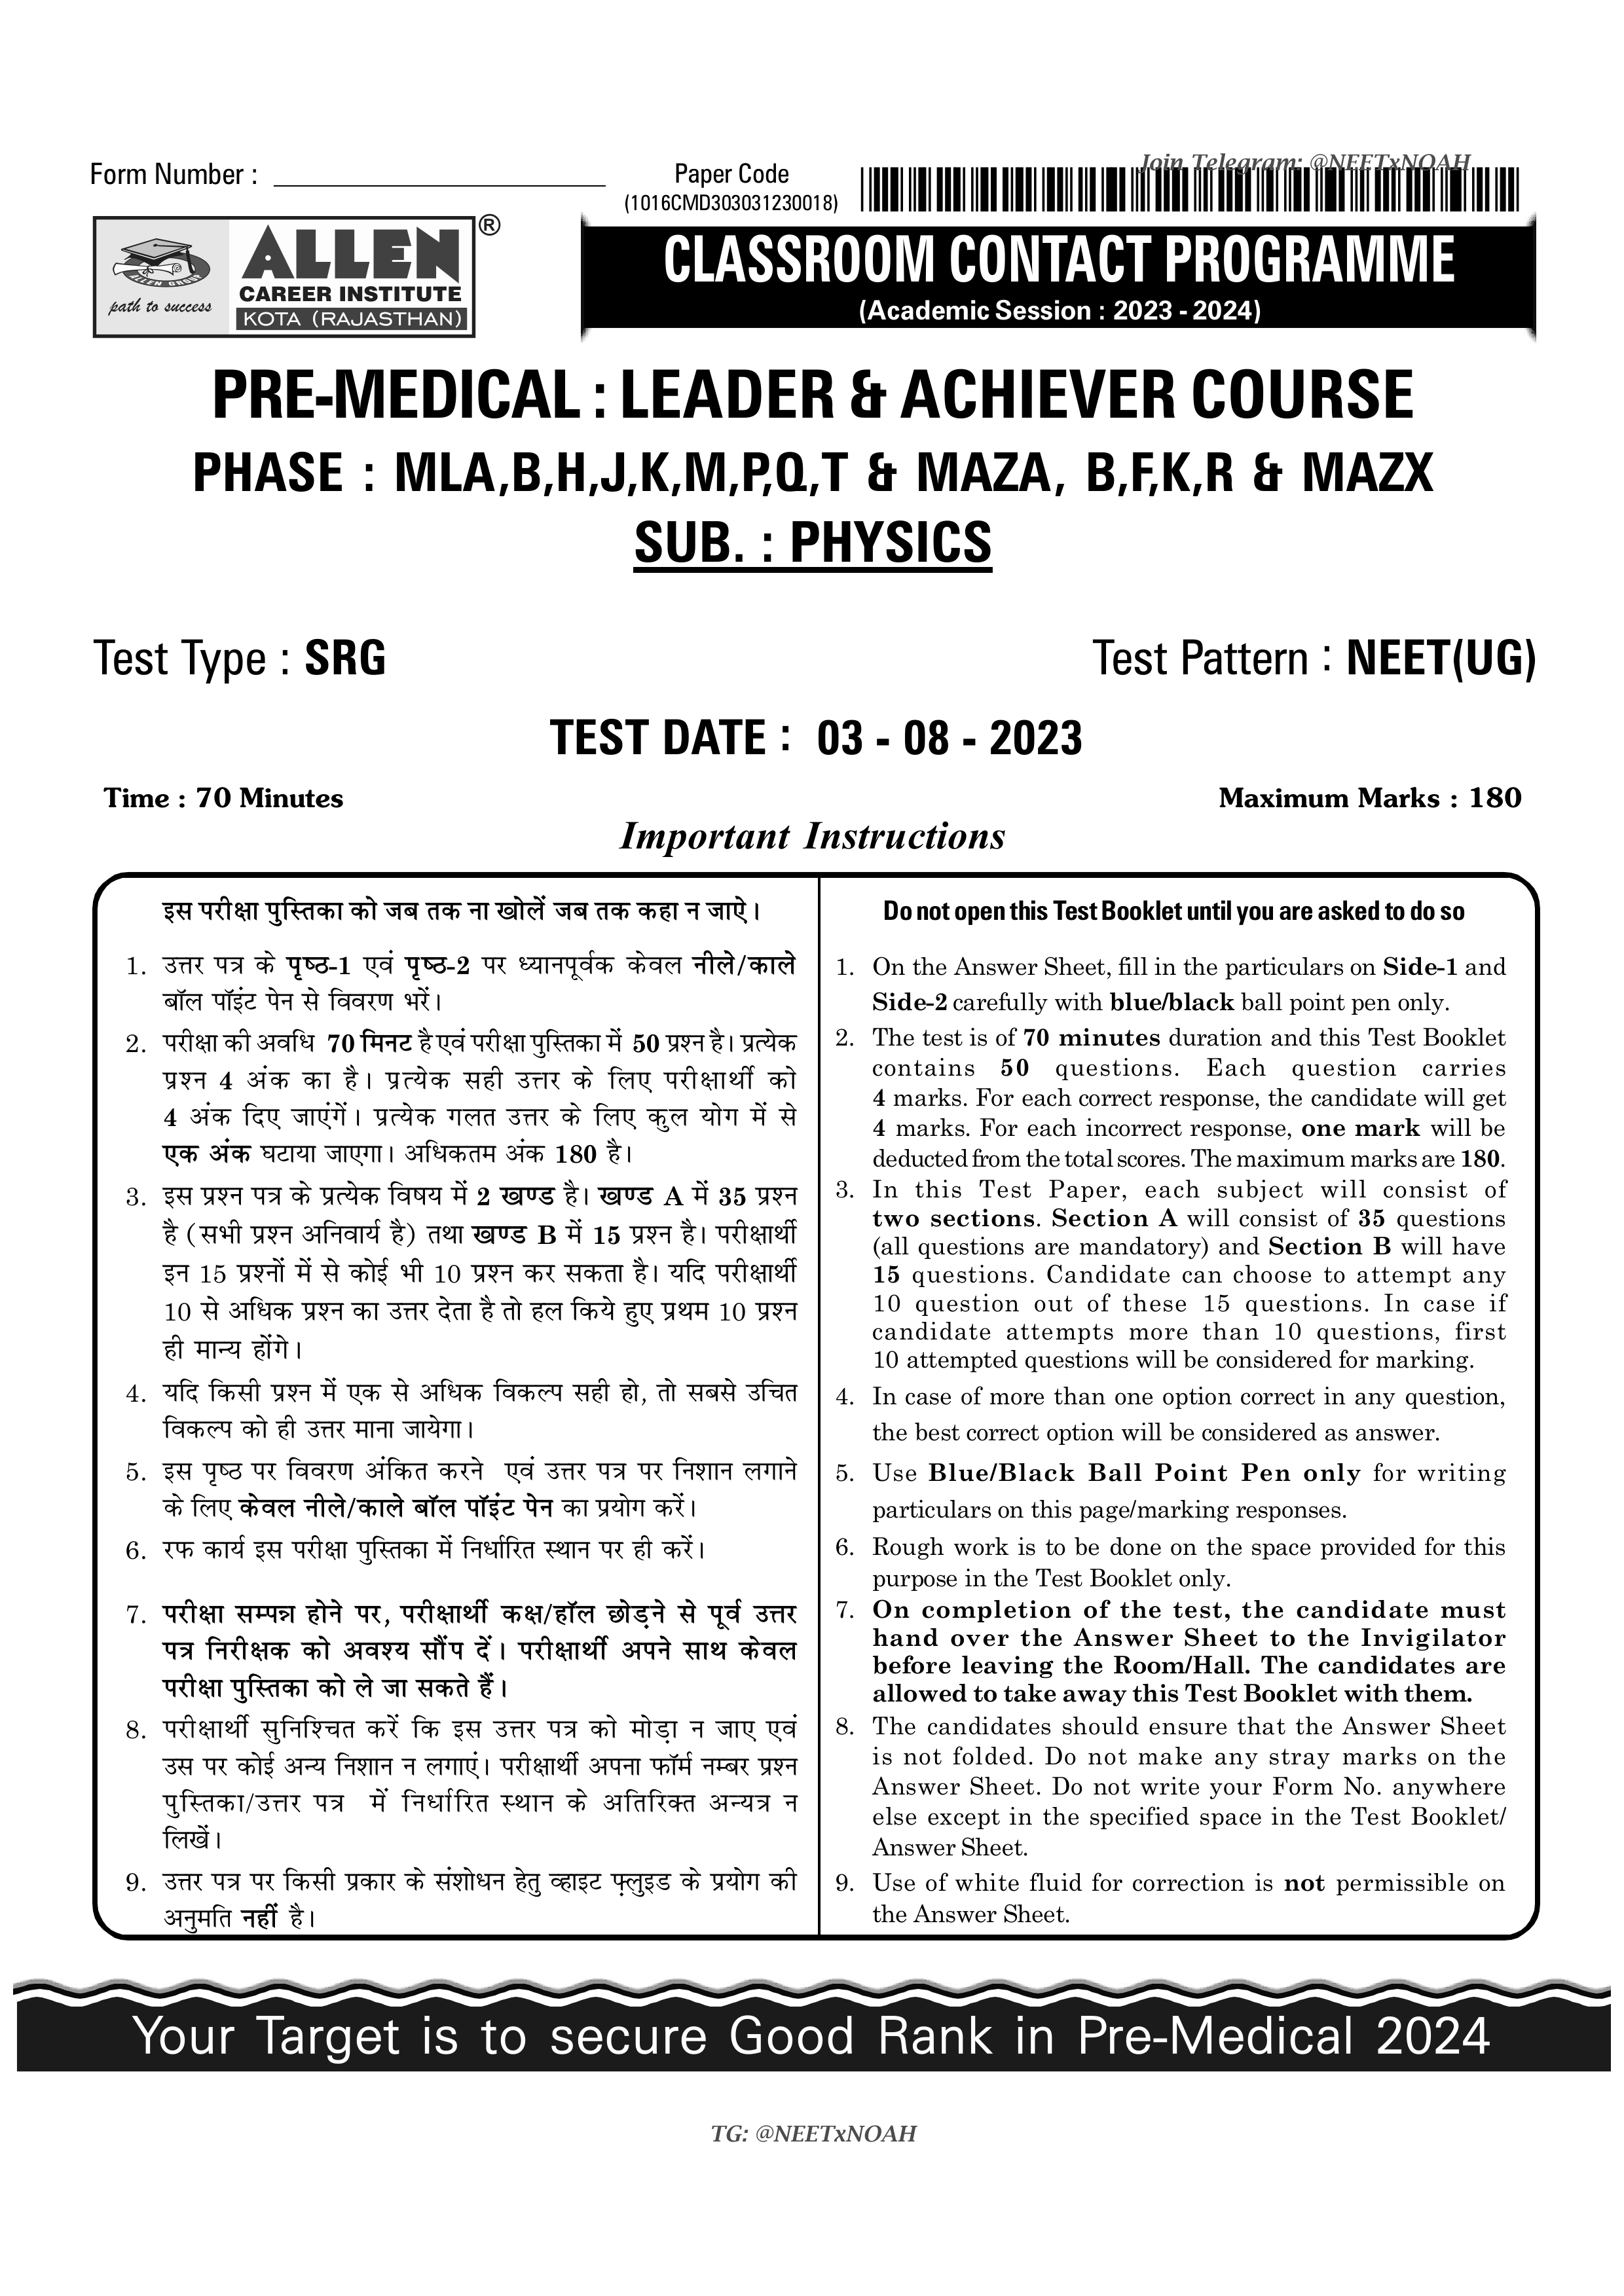 Join Telegram: @NEETxNOAH
Form Number :
Paper Code
(1016CMD303031230018)
ALLEN ®
CAREER INSTITUTE
KOTA (RAJASTHAN)
path to success
CLASSROOM CONTACT PROGRAMME
(Academic Session : 2023 - 2024)
PRE-MEDICAL : LEADER & ACHIEVER COURSE
PHASE : MLA,B,H,J,K,M,P,Q,T & MAZA, B,F,K,R & MAZX
SUB. : PHYSICS
Test Type : SRG
Test Pattern : NEET(UG)
TEST DATE : 03 - 08 - 2023
Time : 70 Minutes
Maximum Marks : 180
Important Instructions
इस परीक्षा पुस्तिका को जब तक ना खोलें जब तक कहा न जाऐ।
1. उत्तर पत्र के पृष्ठ-1 एवं पृष्ठ-2 पर ध्यानपूर्वक केवल नीले/काले
बॉल पॉइंट पेन से विवरण भरें।
2. परीक्षा की अवधि 70 मिनट है एवं परीक्षा पुस्तिका में 50 प्रश्न है। प्रत्येक
प्रश्न 4 अंक का है। प्रत्येक सही उत्तर के लिए परीक्षार्थी को
4 अंक दिए जाएंगें। प्रत्येक गलत उत्तर के लिए कुल योग में से
एक अंक घटाया जाएगा। अधिकतम अंक 180 है।
3. इस प्रश्न पत्र के प्रत्येक विषय में 2 खण्ड है। खण्ड A में 35 प्रश्न
है (सभी प्रश्न अनिवार्य है) तथा खण्ड B में 15 प्रश्न है। परीक्षार्थी
इन 15 प्रश्नों में से कोई भी 10 प्रश्न कर सकता है। यदि परीक्षार्थी
10 से अधिक प्रश्न का उत्तर देता है तो हल किये हुए प्रथम 10 प्रश्न
ही मान्य होंगे।
4. यदि किसी प्रश्न में एक से अधिक विकल्प सही हो, तो सबसे उचित
विकल्प को ही उत्तर माना जायेगा।
5. इस पृष्ठ पर विवरण अंकित करने एवं उत्तर पत्र पर निशान लगाने
के लिए केवल नीले/काले बॉल पॉइंट पेन का प्रयोग करें।
6. रफ कार्य इस परीक्षा पुस्तिका में निर्धारित स्थान पर ही करें।
7. परीक्षा सम्पन्न होने पर, परीक्षार्थी कक्ष/हॉल छोड़ने से पूर्व उत्तर
पत्र निरीक्षक को अवश्य सौंप दें। परीक्षार्थी अपने साथ केवल
परीक्षा पुस्तिका को ले जा सकते हैं।
8. परीक्षार्थी सुनिश्चित करें कि इस उत्तर पत्र को मोड़ा न जाए एवं
उस पर कोई अन्य निशान न लगाएं। परीक्षार्थी अपना फॉर्म नम्बर प्रश्न
पुस्तिका/उत्तर पत्र में निर्धारित स्थान के अतिरिक्त अन्यत्र न
लिखें।
9. उत्तर पत्र पर किसी प्रकार के संशोधन हेतु व्हाइट फ्लुइड के प्रयोग की
अनुमति नहीं है।
Do not open this Test Booklet until you are asked to do so
1. On the Answer Sheet, fill in the particulars on Side-1 and
Side-2 carefully with blue/black ball point pen only.
2. The test is of 70 minutes duration and this Test Booklet
contains 50 questions. Each question carries
4 marks. For each correct response, the candidate will get
4 marks. For each incorrect response, one mark will be
deducted from the total scores. The maximum marks are 180.
3. In this Test Paper, each subject will consist of
two sections. Section A will consist of 35 questions
(all questions are mandatory) and Section B will have
15 questions. Candidate can choose to attempt any
10 question out of these 15 questions. In case if
candidate attempts more than 10 questions, first
10 attempted questions will be considered for marking.
4. In case of more than one option correct in any question,
the best correct option will be considered as answer.
5. Use Blue/Black Ball Point Pen only for writing
particulars on this page/marking responses.
6. Rough work is to be done on the space provided for this
purpose in the Test Booklet only.
7. On completion of the test, the candidate must
hand over the Answer Sheet to the Invigilator
before leaving the Room/Hall. The candidates are
allowed to take away this Test Booklet with them.
8. The candidates should ensure that the Answer Sheet
is not folded. Do not make any stray marks on the
Answer Sheet. Do not write your Form No. anywhere
else except in the specified space in the Test Booklet/
Answer Sheet.
9. Use of white fluid for correction is not permissible on
the Answer Sheet.
Your Target is to secure Good Rank in Pre-Medical 2024
TG: @NEETxNOAH